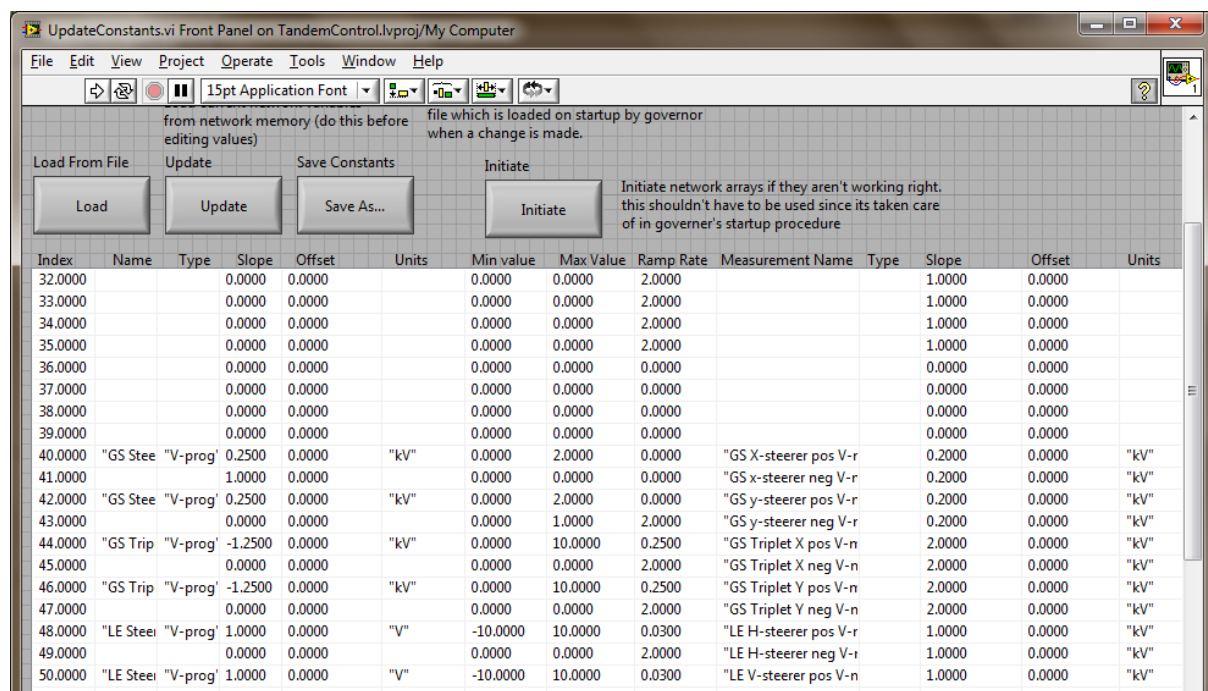 UpdateConstants.vi Front Panel on TandemControl.lvproj/My Computer
File Edit View Project Operate Tools Window Help
15pt Application Font
1
from network memory (do this before
editing values)
file which is loaded on startup by governor
when a change is made.
Load From File Update Save Constants Initiate
Load Update Save As... Initiate
Initiate network arrays if they aren't working right.
this shouldn't have to be used since its taken care
of in governer's startup procedure
Index Name Type Slope Offset Units Min value Max Value Ramp Rate Measurement Name Type Slope Offset Units
32.0000 0.0000 0.0000 0.0000 0.0000 2.0000 1.0000 0.0000
33.0000 0.0000 0.0000 0.0000 0.0000 2.0000 1.0000 0.0000
34.0000 0.0000 0.0000 0.0000 0.0000 2.0000 1.0000 0.0000
35.0000 0.0000 0.0000 0.0000 0.0000 2.0000 1.0000 0.0000
36.0000 0.0000 0.0000 0.0000 0.0000 0.0000 0.0000 0.0000
37.0000 0.0000 0.0000 0.0000 0.0000 0.0000 0.0000 0.0000
38.0000 0.0000 0.0000 0.0000 0.0000 0.0000 0.0000 0.0000
39.0000 0.0000 0.0000 0.0000 0.0000 0.0000 0.0000 0.0000
40.0000 "GS Stee "V-prog' 0.2500 0.0000 "kV" 0.0000 2.0000 0.0000 "GS X-steerer pos V-r 0.2000 0.0000 "kV"
41.0000 1.0000 0.0000 0.0000 0.0000 0.0000 "GS x-steerer neg V-r 0.2000 0.0000 "kV"
42.0000 "GS Stee "V-prog' 0.2500 0.0000 "kV" 0.0000 2.0000 0.0000 "GS y-steerer pos V-r 0.2000 0.0000 "kV"
43.0000 0.0000 0.0000 0.0000 1.0000 2.0000 "GS y-steerer neg V-r 0.2000 0.0000 "kV"
44.0000 "GS Trip "V-prog' -1.2500 0.0000 "kV" 0.0000 10.0000 0.2500 "GS Triplet X pos V-n 2.0000 0.0000 "kV"
45.0000 0.0000 0.0000 0.0000 0.0000 2.0000 "GS Triplet X neg V-n 2.0000 0.0000 "kV"
46.0000 "GS Trip "V-prog' -1.2500 0.0000 "kV" 0.0000 10.0000 0.2500 "GS Triplet Y pos V-n 2.0000 0.0000 "kV"
47.0000 0.0000 0.0000 0.0000 0.0000 2.0000 "GS Triplet Y neg V-n 2.0000 0.0000 "kV"
48.0000 "LE Steer "V-prog' 1.0000 0.0000 "V" -10.0000 10.0000 0.0300 "LE H-steerer pos V-r 1.0000 0.0000 "kV"
49.0000 0.0000 0.0000 0.0000 0.0000 2.0000 "LE H-steerer neg V-r 1.0000 0.0000 "kV"
50.0000 "LE Steer "V-prog' 1.0000 0.0000 "V" -10.0000 10.0000 0.0300 "LE V-steerer pos V-n 1.0000 0.0000 "kV"